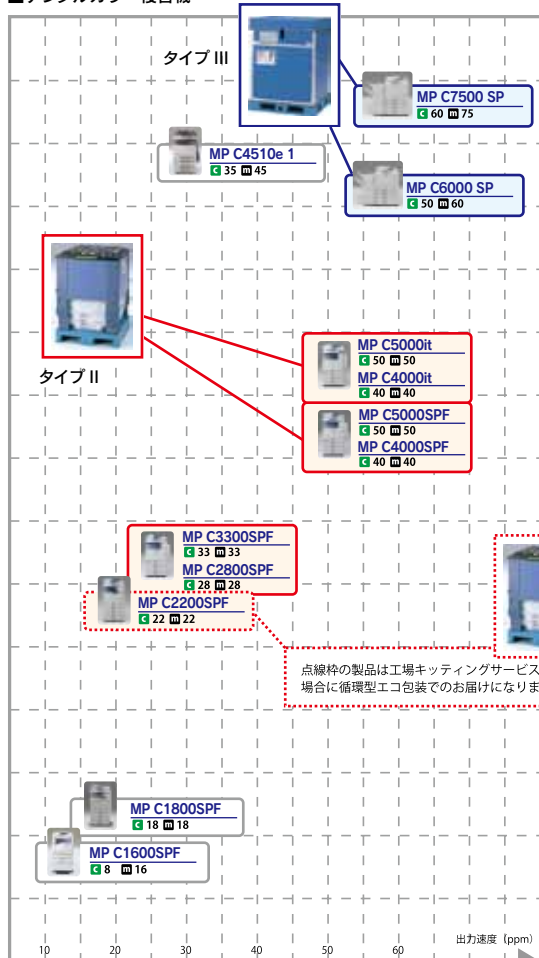 タイプ III
MP C7500 SP
C 60 m 75
MP C4510e 1
C 35 m 45
MP C6000 SP
C 50 m 60
タイプ II
MP C5000it
C 50 m 50
MP C4000it
C 40 m 40
MP C5000SPF
C 50 m 50
MP C4000SPF
C 40 m 40
MP C3300SPF
C 33 m 33
MP C2800SPF
C 28 m 28
MP C2200SPF
C 22 m 22
点線枠の製品は工場キッティングサービス
場合に循環型エコ包装でのお届けになりま
MP C1800SPF
C 18 m 18
MP C1600SPF
C 8 m 16
出力速度（ppm）
10 20 30 40 50 60